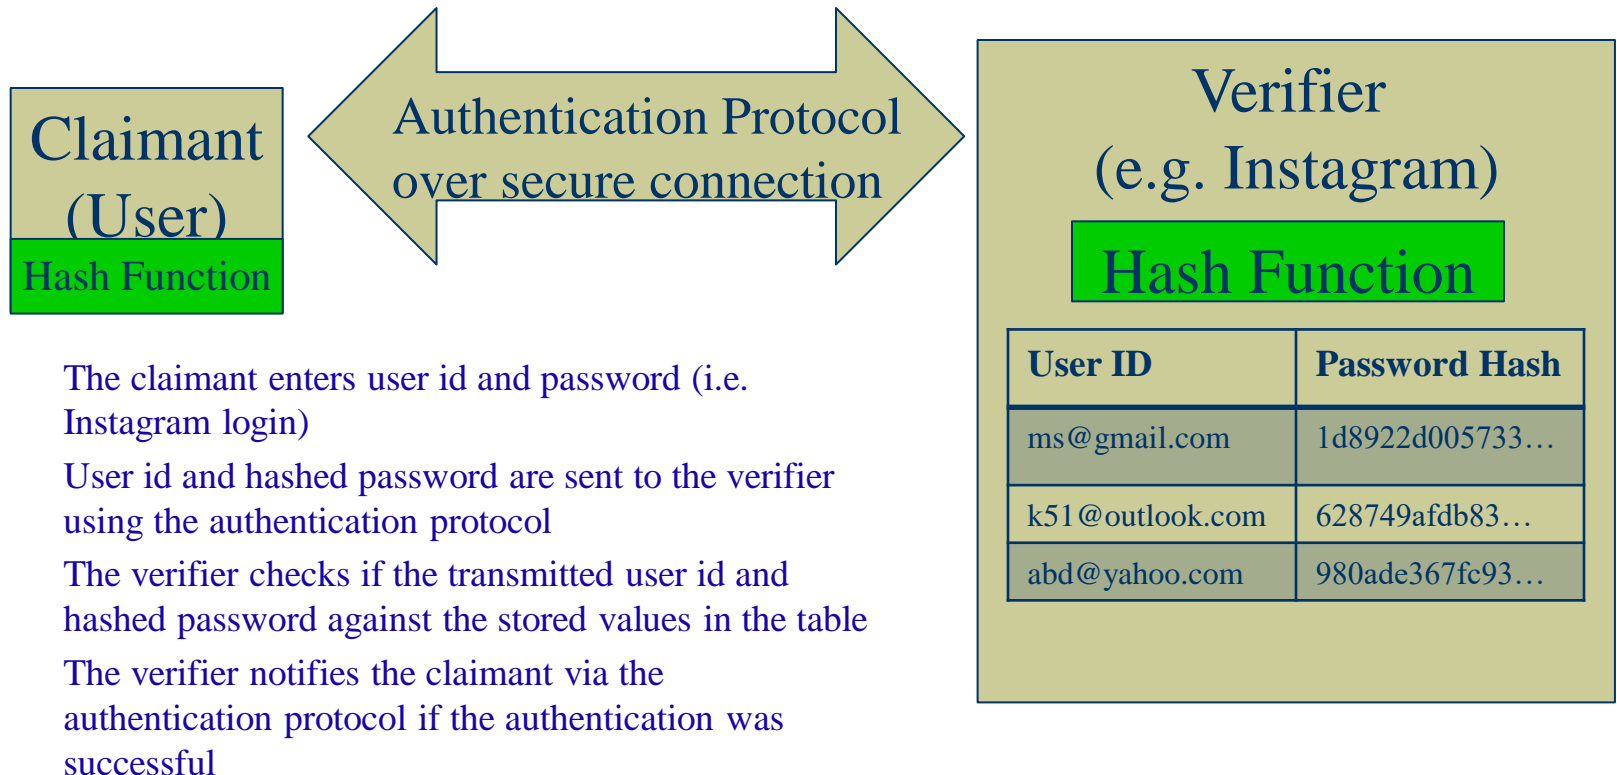 Claimant
(User)
Hash Function
Authentication Protocol
over secure connection
Verifier
(e.g. Instagram)
Hash Function
User ID Password Hash
ms@gmail.com 1d8922d005733…
k51@outlook.com 628749afdb83…
abd@yahoo.com 980ade367fc93…
The claimant enters user id and password (i.e.
Instagram login)
User id and hashed password are sent to the verifier
using the authentication protocol
The verifier checks if the transmitted user id and
hashed password against the stored values in the table
The verifier notifies the claimant via the
authentication protocol if the authentication was
successful